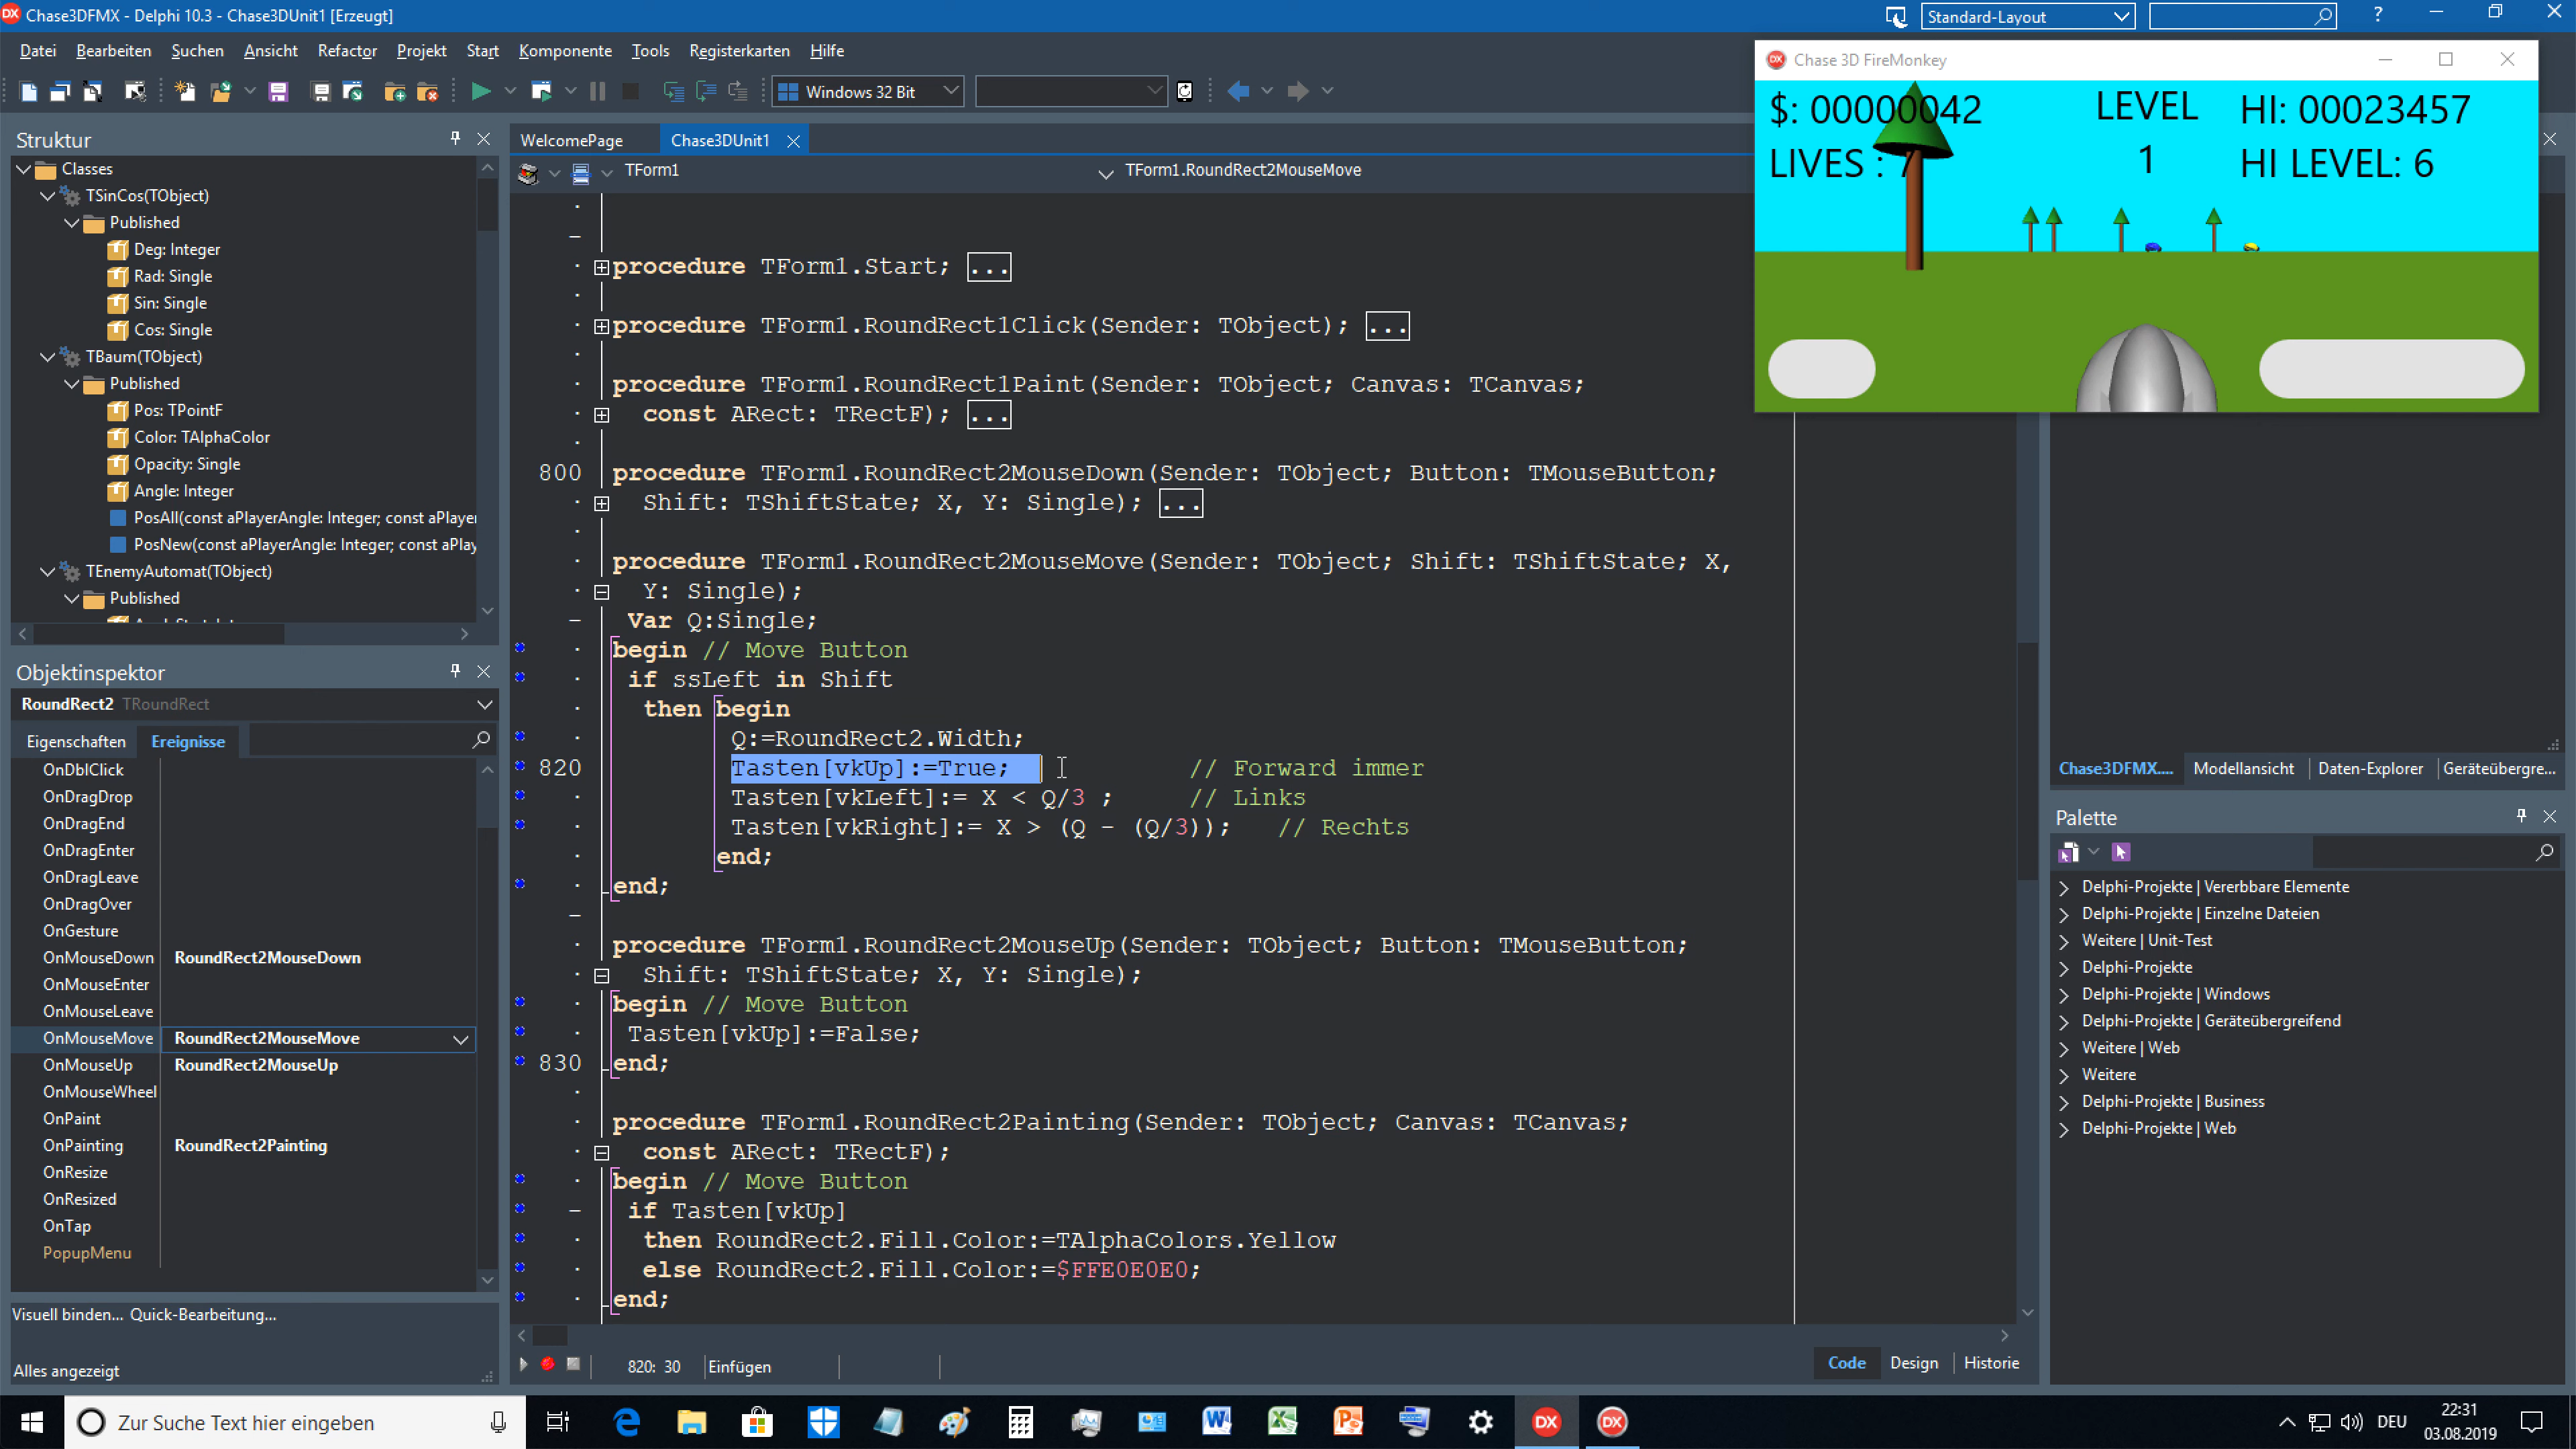 Chase3DFMX - Delphi 10.3 - Chase3DUnit1 [Erzeugt]
Standard-Layout
?
Datei Bearbeiten Suchen Ansicht Refactor Projekt Start Komponente Tools Registerkarten Hilfe
Windows 32 Bit
Struktur
Classes
TSinCos(TObject)
Published
Deg: Integer
Rad: Single
Sin: Single
Cos: Single
TBaum(TObject)
Published
Pos: TPointF
Color: TAlphaColor
Opacity: Single
Angle: Integer
PosAll(const aPlayerAngle: Integer; const aPlayer
PosNew(const aPlayerAngle: Integer; const aPlay
TEnemyAutomat(TObject)
Published
Objektinspektor
RoundRect2 TRoundRect
Eigenschaften Ereignisse
OnDblClick
OnDragDrop
OnDragEnd
OnDragEnter
OnDragLeave
OnDragOver
OnGesture
OnMouseDown RoundRect2MouseDown
OnMouseEnter
OnMouseLeave
OnMouseMove RoundRect2MouseMove
OnMouseUp RoundRect2MouseUp
OnMouseWheel
OnPaint
OnPainting RoundRect2Painting
OnResize
OnResized
OnTap
PopupMenu
Visuell binden... Quick-Bearbeitung...
Alles angezeigt
WelcomePage Chase3DUnit1
TForm1 TForm1.RoundRect2MouseMove
procedure TForm1.Start; ...
procedure TForm1.RoundRect1Click(Sender: TObject); ...
procedure TForm1.RoundRect1Paint(Sender: TObject; Canvas: TCanvas;
const ARect: TRectF); ...
800 procedure TForm1.RoundRect2MouseDown(Sender: TObject; Button: TMouseButton;
Shift: TShiftState; X, Y: Single); ...
procedure TForm1.RoundRect2MouseMove(Sender: TObject; Shift: TShiftState; X,
Y: Single);
Var Q:Single;
begin // Move Button
if ssLeft in Shift
then begin
Q:=RoundRect2.Width;
820 Tasten[vkUp]:=True; // Forward immer
Tasten[vkLeft]:= X < Q/3 ; // Links
Tasten[vkRight]:= X > (Q - (Q/3)); // Rechts
end;
end;
procedure TForm1.RoundRect2MouseUp(Sender: TObject; Button: TMouseButton;
Shift: TShiftState; X, Y: Single);
begin // Move Button
Tasten[vkUp]:=False;
830 end;
procedure TForm1.RoundRect2Painting(Sender: TObject; Canvas: TCanvas;
const ARect: TRectF);
begin // Move Button
if Tasten[vkUp]
then RoundRect2.Fill.Color:=TAlphaColors.Yellow
else RoundRect2.Fill.Color:=$FFE0E0E0;
end;
820: 30 Einfügen
Code Design Historie
Chase 3D FireMonkey
$: 00000042 LEVEL HI: 00023457
LIVES : 7 1 HI LEVEL: 6
Chase3DFMX.... Modellansicht Daten-Explorer Geräteübergre...
Palette
Delphi-Projekte | Vererbbare Elemente
Delphi-Projekte | Einzelne Dateien
Weitere | Unit-Test
Delphi-Projekte
Delphi-Projekte | Windows
Delphi-Projekte | Geräteübergreifend
Weitere | Web
Weitere
Delphi-Projekte | Business
Delphi-Projekte | Web
Zur Suche Text hier eingeben
DEU
22:31
03.08.2019